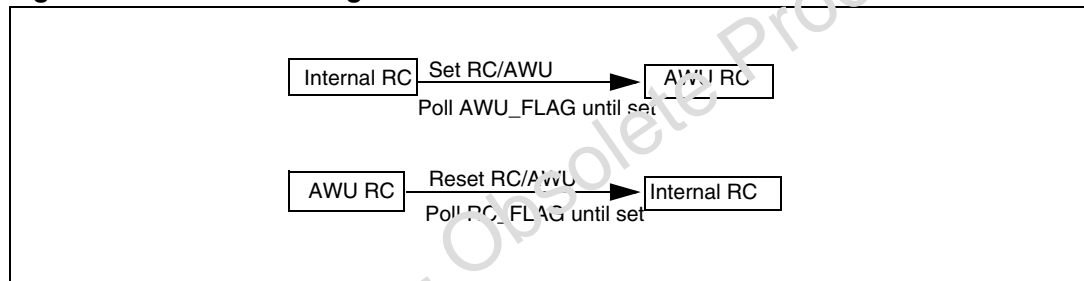 Internal RC
Set RC/AWU
AWU RC
Poll AWU_FLAG until set
AWU RC
Reset RC/AWU
Internal RC
Poll RC_FLAG until set
Obsolete